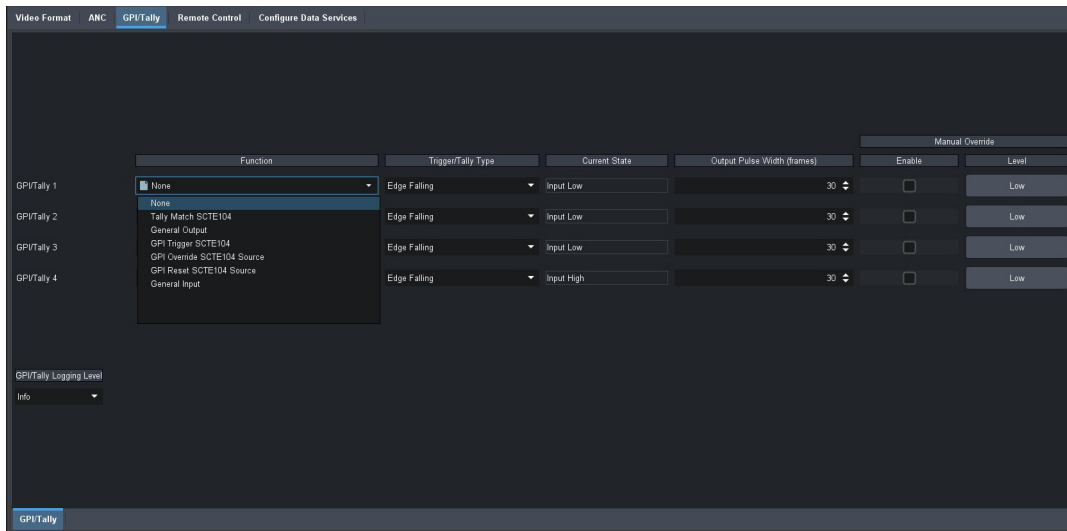 Video Format ANC GPI/Tally Remote Control Configure Data Services
Manual Override
Function Trigger/Tally Type Current State Output Pulse Width (frames) Enable Level
GPI/Tally 1 None Edge Falling Input Low 30 Low
None
GPI/Tally 2 Tally Match SCTE104 Edge Falling Input Low 30 Low
General Output
GPI/Tally 3 GPI Trigger SCTE104 Edge Falling Input Low 30 Low
GPI Override SCTE104 Source
GPI Reset SCTE104 Source
GPI/Tally 4 General Input Edge Falling Input High 30 Low
GPI/Tally Logging Level
Info
GPI/Tally